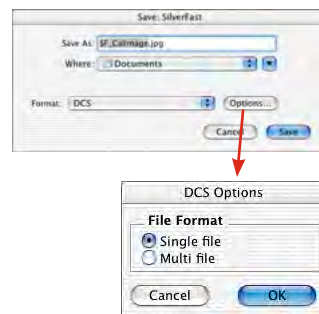 Save: SilverFast
Save As: SF_CalImage.jpg
Where: Documents
Format: DCS Options...
Cancel Save
DCS Options
File Format
Single file
Multi file
Cancel OK